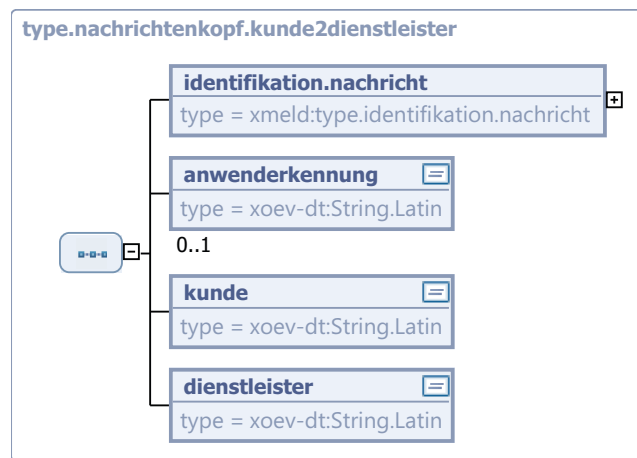 type.nachrichtenkopf.kunde2dienstleister
identifikation.nachricht
type = xmeld:type.identifikation.nachricht
anwenderkennung
type = xoev-dt:String.Latin
0..1
kunde
type = xoev-dt:String.Latin
dienstleister
type = xoev-dt:String.Latin